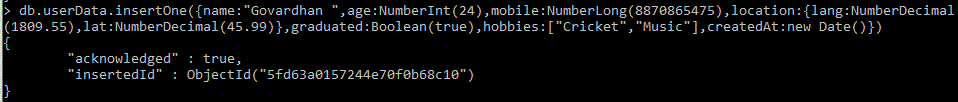 > db.userData.insertOne({name:"Govardhan ",age:NumberInt(24),mobile:NumberLong(8870865475),location:{lang:NumberDecimal
(1809.55),lat:NumberDecimal(45.99)},graduated:Boolean(true),hobbies:["Cricket","Music"],createdAt:new Date()})
{
        "acknowledged" : true,
        "insertedId" : ObjectId("5fd63a0157244e70f0b68c10")
}